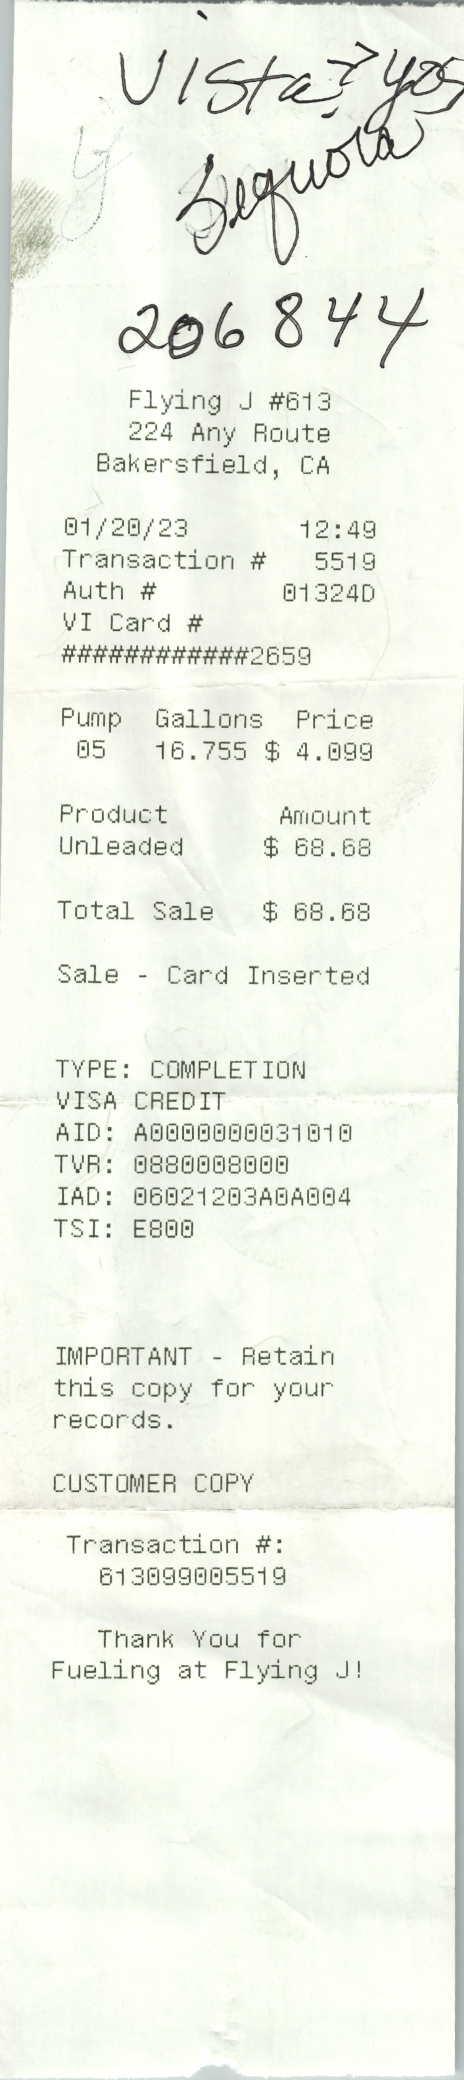 Vista? Yos
Sequoia
206844
Flying J #613
224 Any Route
Bakersfield, CA
01/20/23 12:49
Transaction # 5519
Auth # 01324D
VI Card #
############2659
Pump Gallons Price
05 16.755 $ 4.099
Product Amount
Unleaded $ 68.68
Total Sale $ 68.68
Sale - Card Inserted
TYPE: COMPLETION
VISA CREDIT
AID: A0000000031010
TVR: 0880008000
IAD: 06021203A0A004
TSI: E800
IMPORTANT - Retain
this copy for your
records.
CUSTOMER COPY
Transaction #:
613099005519
Thank You for
Fueling at Flying J!